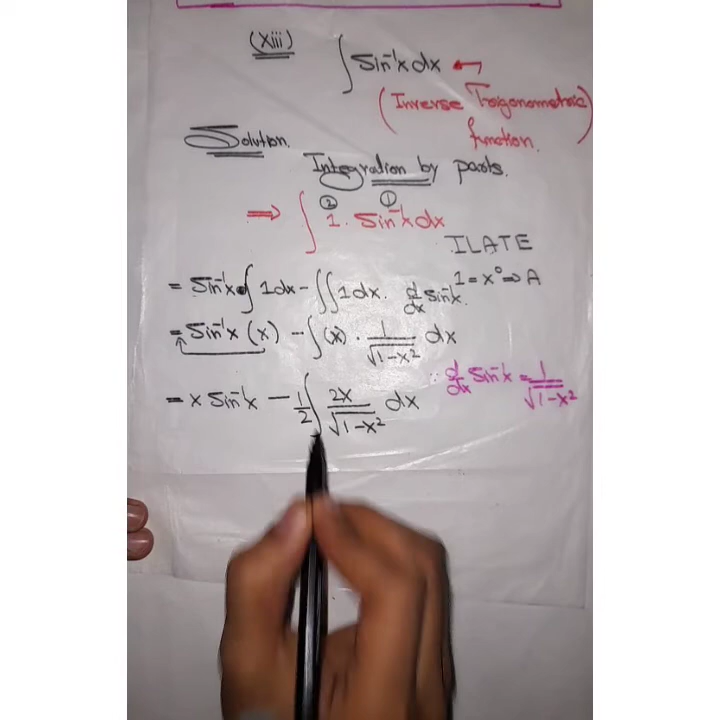 (xiii) ∫ Sin⁻¹x dx
(Inverse Trigonometric
function.
Solution.
Integration by parts.
② ①
⇒ ∫ 1. Sin⁻¹x dx
ILATE
1 = x⁰ ⇒ A
= Sin⁻¹x ∫ 1dx − ∫∫ 1dx. d/dx Sin⁻¹x.
= Sin⁻¹x (x) − ∫(x) · 1/√1−x² dx
∵ d/dx Sin⁻¹x = 1/√1−x²
= x Sin⁻¹x − 1/2 ∫ 2x/√1−x² dx